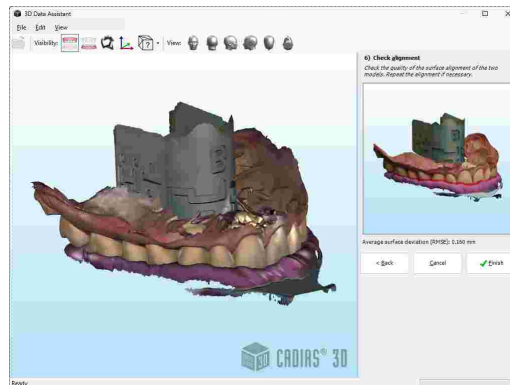 3D Data Assistant
File Edit View
Visibility: View:
6) Check alignment
Check the quality of the surface alignment of the two
models. Repeat the alignment if necessary.
B
Average surface deviation (RMSE): 0.160 mm
< Back Cancel Finish
CADIAS® 3D
Ready